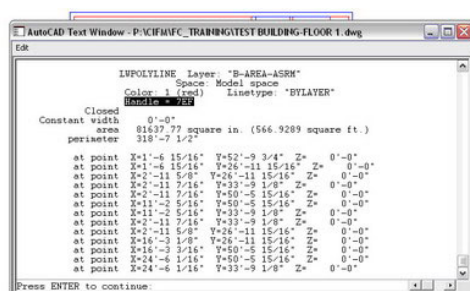 AutoCAD Text Window - P:\CIFM\FC_TRAINING\TEST BUILDING-FLOOR 1.dwg
Edit
LWPOLYLINE Layer: "B-AREA-ASRM"
Space: Model space
Color: 1 (red) Linetype: "BYLAYER"
Handle = 7EF
Closed
Constant width 0'-0"
area 81637.77 square in. (566.9289 square ft.)
perimeter 318'-7 1/2"
at point X=1'-6 15/16" Y=52'-9 3/4" Z= 0'-0"
at point X=1'-6 15/16" Y=26'-11 15/16" Z= 0'-0"
at point X=2'-11 5/8" Y=26'-11 15/16" Z= 0'-0"
at point X=2'-11 7/16" Y=33'-9 1/8" Z= 0'-0"
at point X=2'-11 7/16" Y=50'-5 15/16" Z= 0'-0"
at point X=11'-2 5/16" Y=50'-5 15/16" Z= 0'-0"
at point X=11'-2 5/16" Y=33'-9 1/8" Z= 0'-0"
at point X=2'-11 7/16" Y=33'-9 1/8" Z= 0'-0"
at point X=2'-11 5/8" Y=26'-11 15/16" Z= 0'-0"
at point X=16'-3 1/8" Y=26'-11 15/16" Z= 0'-0"
at point X=16'-3 3/16" Y=50'-5 15/16" Z= 0'-0"
at point X=24'-6 1/16" Y=50'-5 15/16" Z= 0'-0"
at point X=24'-6 1/16" Y=33'-9 1/8" Z= 0'-0"
Press ENTER to continue: